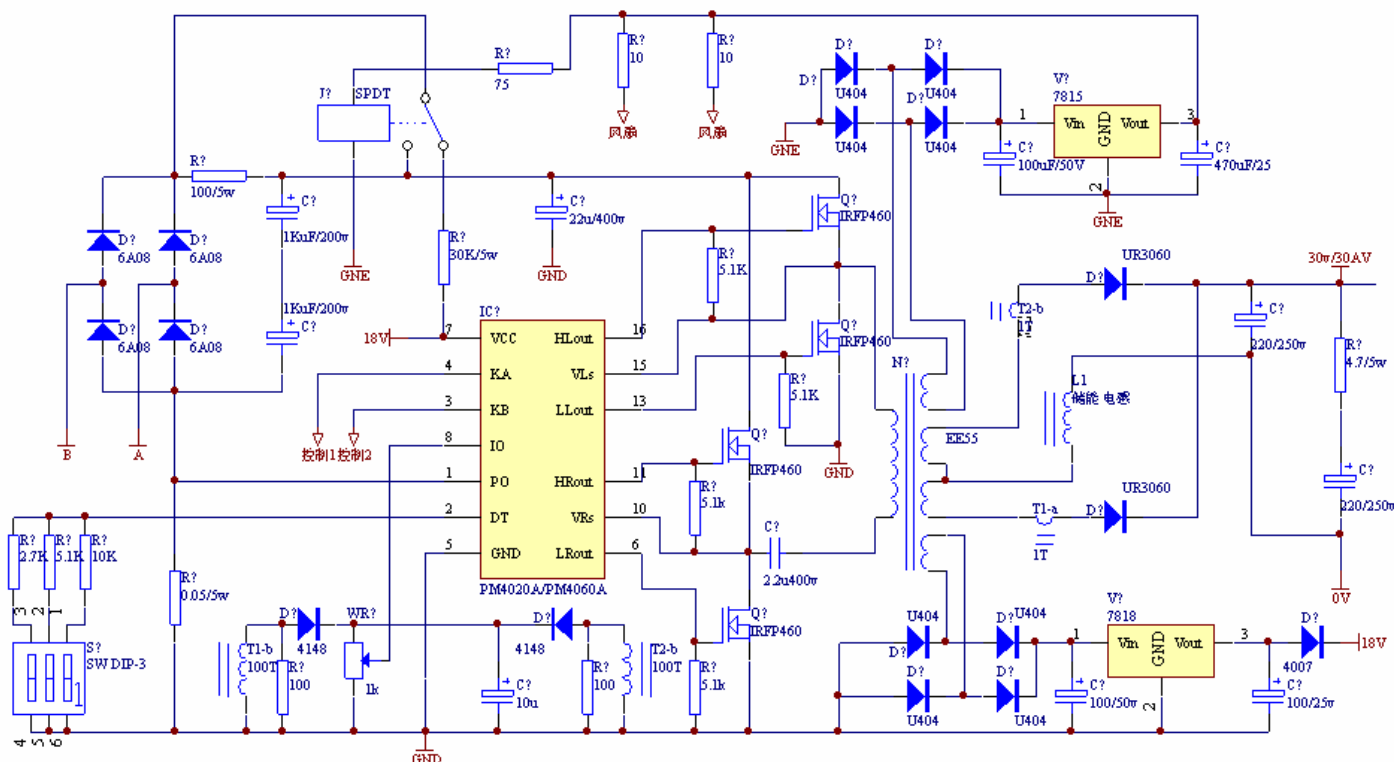 R?
75
R?
10
R?
10
风扇
风扇
J?
SPDT
GNE
D?
U404
D?
U404
D?
U404
D?
U404
GNE
V?
7815
1
Vin
GND
Vout
3
2
C?
100uF/50V
C?
470uF/25
GNE
R?
100/5w
C?
1KuF/200v
1KuF/200v
C?
D?
6A08
D?
6A08
D?
6A08
D?
6A08
B
A
C?
22u/400v
GND
R?
30K/5w
18V
IC?
7
VCC
HLout
16
4
KA
VLs
15
3
KB
LLout
13
8
IO
1
PO
HRout
11
2
DT
VRs
10
5
GND
LRout
6
PM4020A/PM4060A
控制1
控制2
Q?
IRFP460
R?
5.1K
Q?
IRFP460
R?
5.1K
GND
Q?
IRFP460
R?
5.1k
C?
2.2u400v
Q?
IRFP460
R?
5.1k
N?
EE55
T2-b
1T
D?
UR3060
L1
储能 电感
T1-a
1T
D?
UR3060
30v/30AV
C?
220/250v
R?
4.7/5w
C?
220/250v
0V
R?
2.7K
R?
5.1K
R?
10K
3
2
1
S?
SW DIP-3
1
4
5
6
R?
0.05/5w
T1-b
100T
R?
100
D?
4148
WR?
1k
C?
10u
D?
4148
R?
100
T2-b
100T
GND
U404
D?
U404
D?
D?
U404
D?
U404
V?
7818
1
Vin
GND
Vout
3
2
C?
100/50v
C?
100/25v
D?
4007
18V